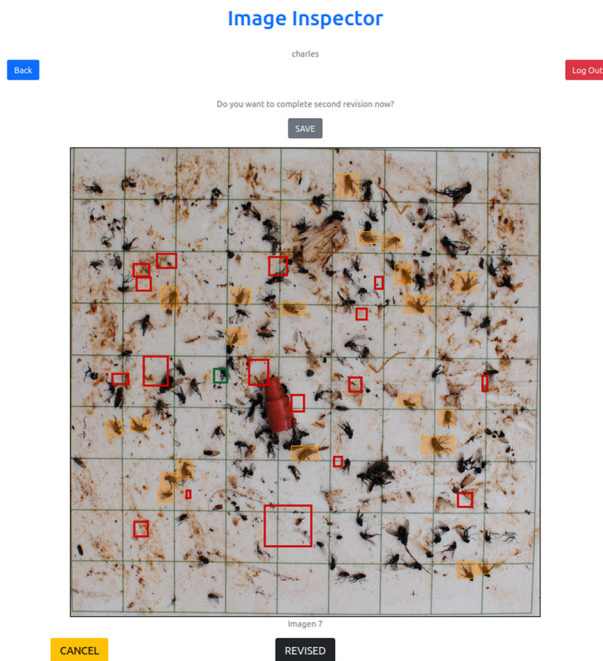 Image Inspector
charles
Back
Log Out
Do you want to complete second revision now?
SAVE
Imagen 7
CANCEL
REVISED